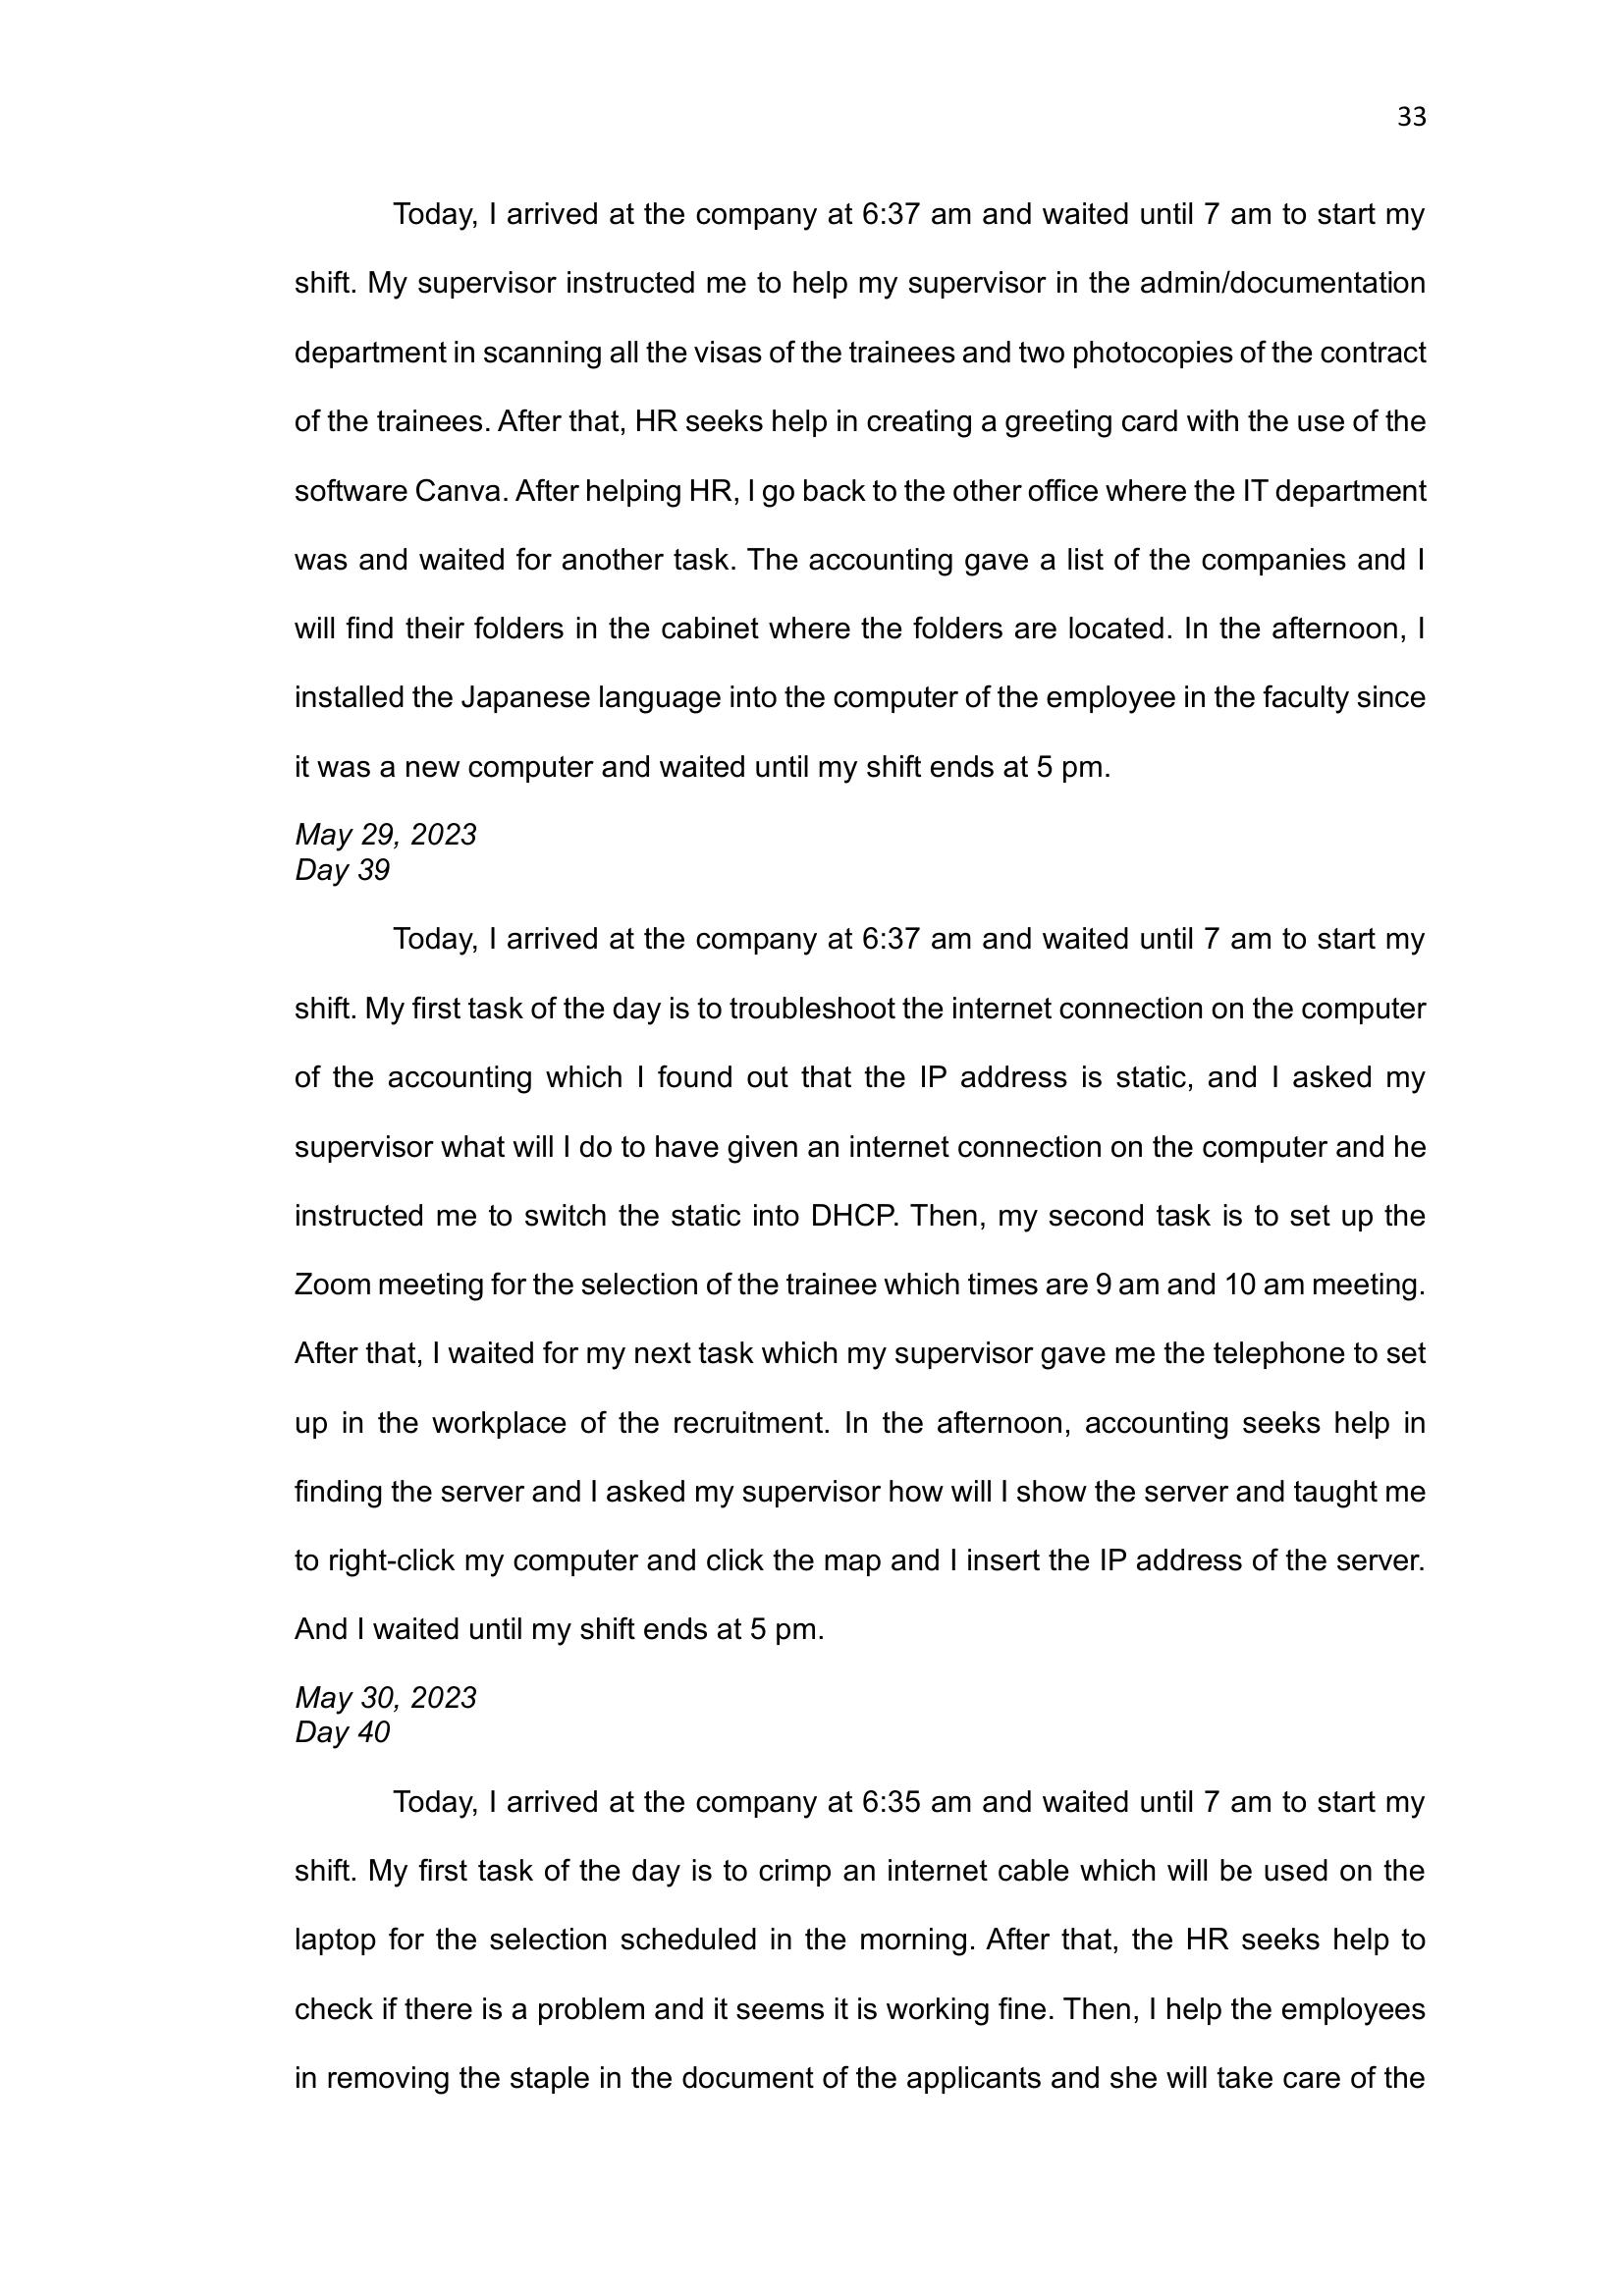 33
Today, I arrived at the company at 6:37 am and waited until 7 am to start my
shift. My supervisor instructed me to help my supervisor in the admin/documentation
department in scanning all the visas of the trainees and two photocopies of the contract
of the trainees. After that, HR seeks help in creating a greeting card with the use of the
software Canva. After helping HR, I go back to the other office where the IT department
was and waited for another task. The accounting gave a list of the companies and I
will find their folders in the cabinet where the folders are located. In the afternoon, I
installed the Japanese language into the computer of the employee in the faculty since
it was a new computer and waited until my shift ends at 5 pm.
May 29, 2023
Day 39
Today, I arrived at the company at 6:37 am and waited until 7 am to start my
shift. My first task of the day is to troubleshoot the internet connection on the computer
of the accounting which I found out that the IP address is static, and I asked my
supervisor what will I do to have given an internet connection on the computer and he
instructed me to switch the static into DHCP. Then, my second task is to set up the
Zoom meeting for the selection of the trainee which times are 9 am and 10 am meeting.
After that, I waited for my next task which my supervisor gave me the telephone to set
up in the workplace of the recruitment. In the afternoon, accounting seeks help in
finding the server and I asked my supervisor how will I show the server and taught me
to right-click my computer and click the map and I insert the IP address of the server.
And I waited until my shift ends at 5 pm.
May 30, 2023
Day 40
Today, I arrived at the company at 6:35 am and waited until 7 am to start my
shift. My first task of the day is to crimp an internet cable which will be used on the
laptop for the selection scheduled in the morning. After that, the HR seeks help to
check if there is a problem and it seems it is working fine. Then, I help the employees
in removing the staple in the document of the applicants and she will take care of the